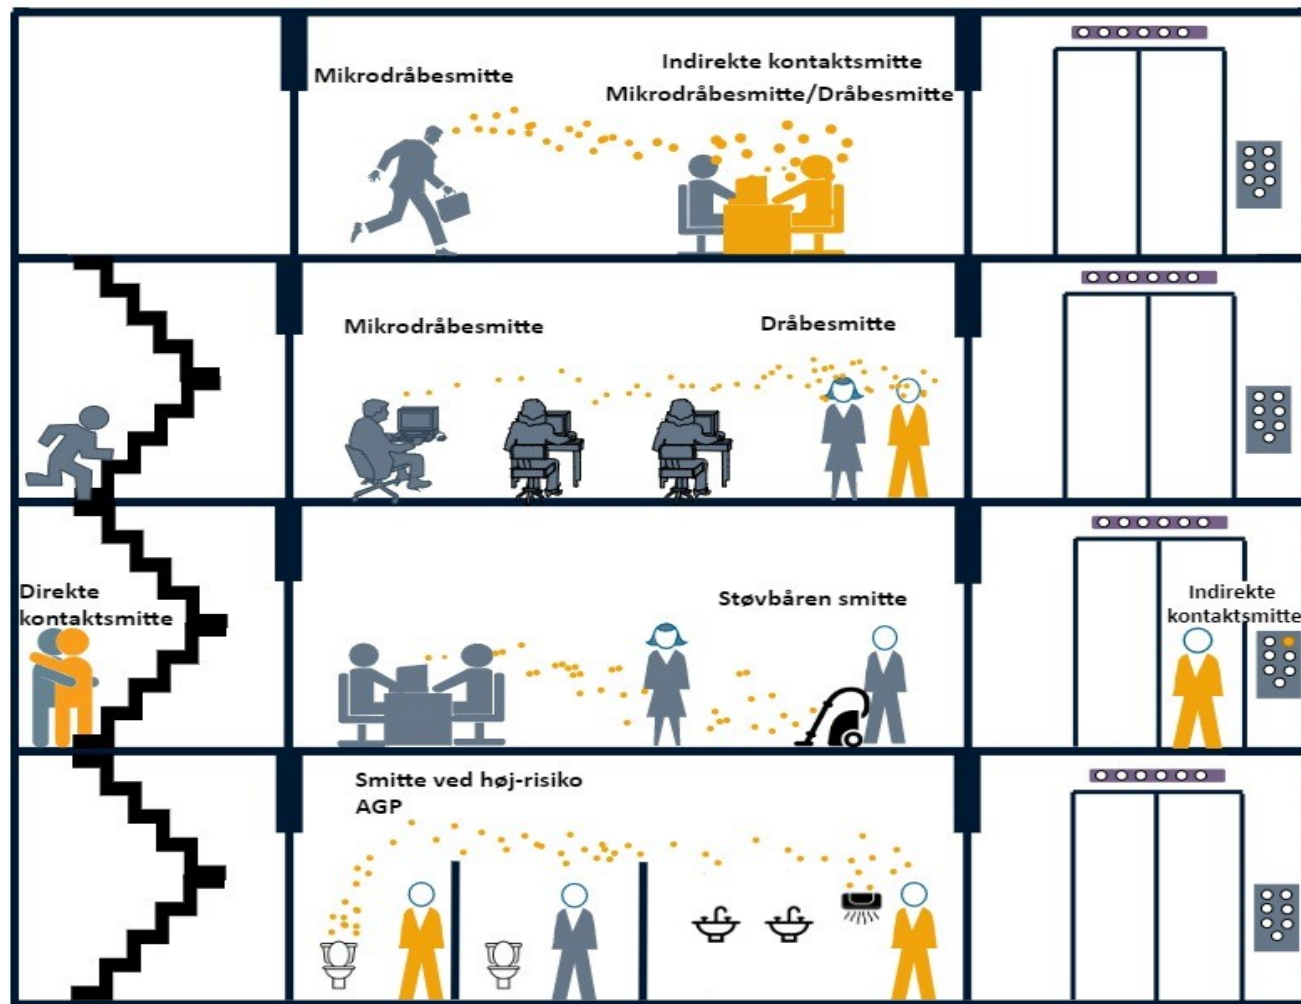 Mikrodråbesmitte
Indirekte kontaktsmitte
Mikrodråbesmitte/Dråbesmitte
Mikrodråbesmitte
Dråbesmitte
Direkte
kontaktsmitte
Støvbåren smitte
Indirekte
kontaktsmitte
Smitte ved høj-risiko
AGP